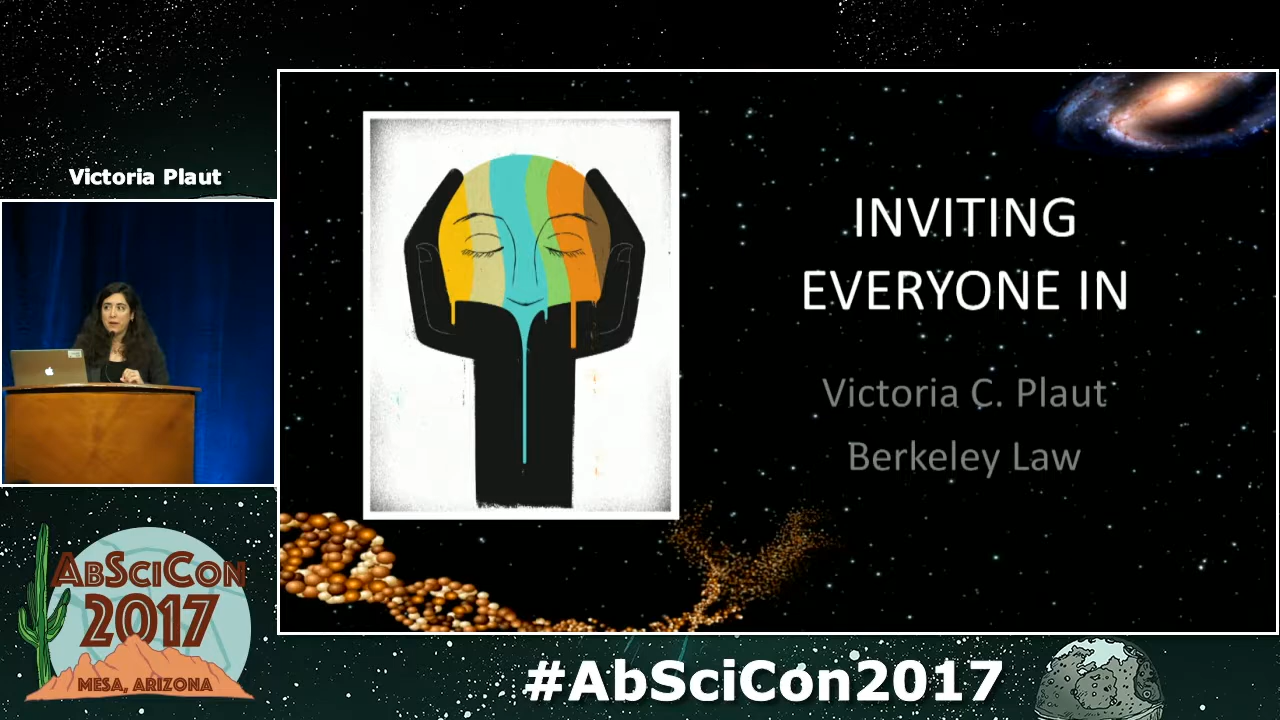 Victoria Plaut
INVITING
EVERYONE IN
Victoria C. Plaut
Berkeley Law
ABSCICON
2017
MESA, ARIZONA
#AbSciCon2017